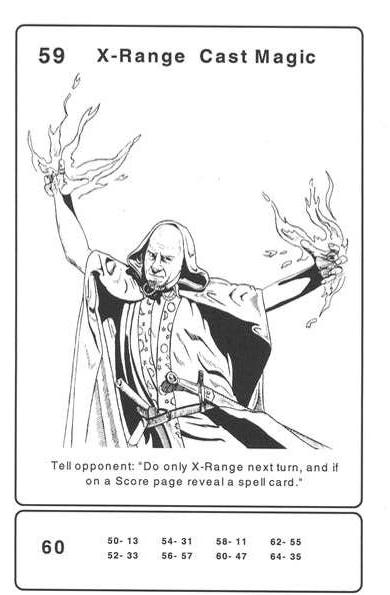 59 X-Range Cast Magic
Tell opponent: "Do only X-Range next turn, and if
on a Score page reveal a spell card."
60 50- 13 54- 31 58- 11 62- 55
52- 33 56- 57 60- 47 64- 35